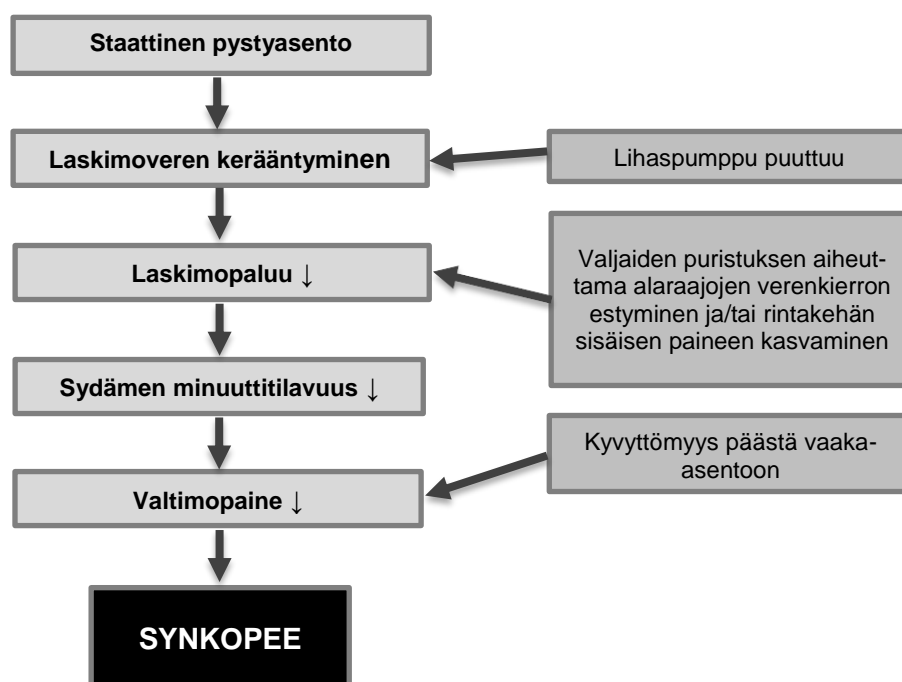 Staattinen pystyasento
Laskimoveren kerääntyminen
Lihaspumppu puuttuu
Laskimopaluu ↓
Valjaiden puristuksen aiheut-
tama alaraajojen verenkierron
estyminen ja/tai rintakehän
sisäisen paineen kasvaminen
Sydämen minuuttitilavuus ↓
Kyvyttömyys päästä vaaka-
asentoon
Valtimopaine ↓
SYNKOPEE